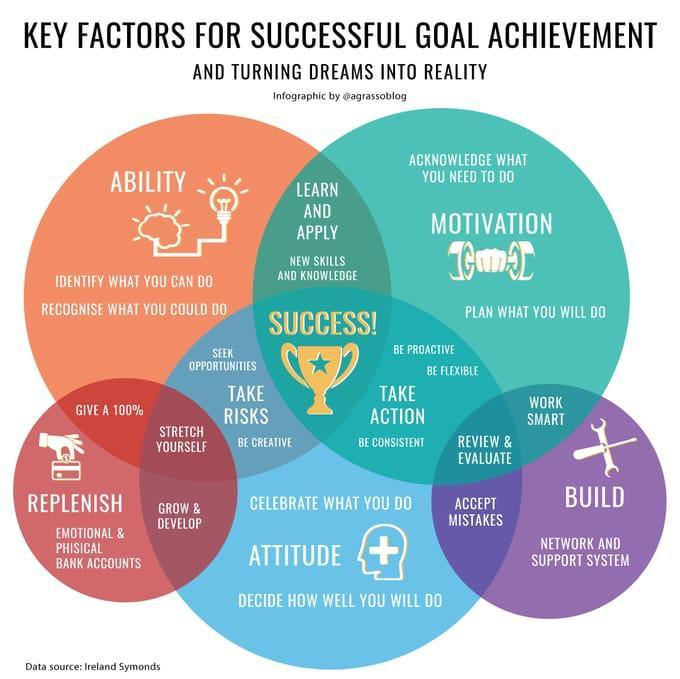 KEY FACTORS FOR SUCCESSFUL GOAL ACHIEVEMENT
AND TURNING DREAMS INTO REALITY
Infographic by @agrassoblog
ABILITY
IDENTIFY WHAT YOU CAN DO
RECOGNISE WHAT YOU COULD DO
LEARN
AND
APPLY
NEW SKILLS
AND KNOWLEDGE
ACKNOWLEDGE WHAT
YOU NEED TO DO
MOTIVATION
PLAN WHAT YOU WILL DO
SUCCESS!
SEEK
OPPORTUNITIES
TAKE
RISKS
BE CREATIVE
BE PROACTIVE
BE FLEXIBLE
TAKE
ACTION
BE CONSISTENT
GIVE A 100%
STRETCH
YOURSELF
REPLENISH
EMOTIONAL &
PHISICAL
BANK ACCOUNTS
GROW &
DEVELOP
CELEBRATE WHAT YOU DO
ATTITUDE
DECIDE HOW WELL YOU WILL DO
WORK
SMART
REVIEW &
EVALUATE
ACCEPT
MISTAKES
BUILD
NETWORK AND
SUPPORT SYSTEM
Data source: Ireland Symonds